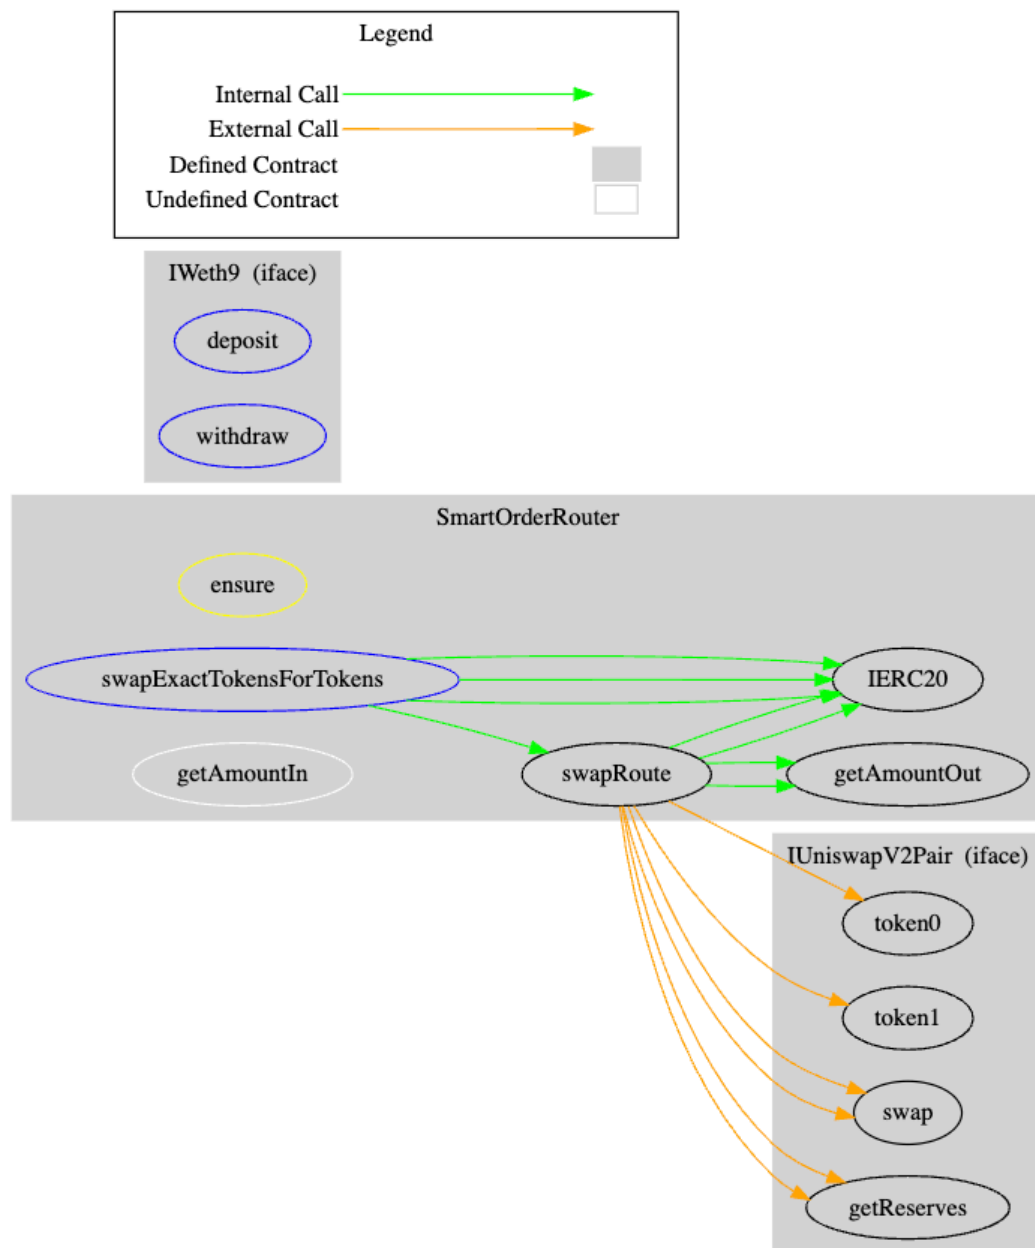 Legend
Internal Call
External Call
Defined Contract
Undefined Contract
IWeth9 (iface)
deposit
withdraw
SmartOrderRouter
ensure
swapExactTokensForTokens
IERC20
getAmountIn
swapRoute
getAmountOut
IUniswapV2Pair (iface)
token0
token1
swap
getReserves